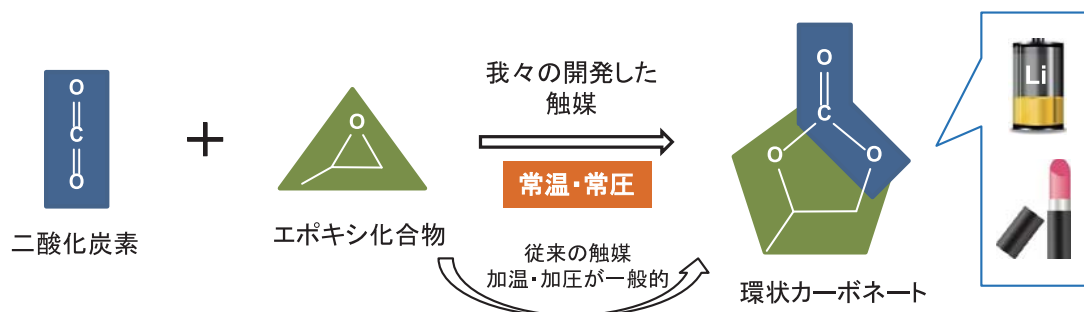 O
C
O
二酸化炭素
+
O
エポキシ化合物
我々の開発した
触媒
常温・常圧
従来の触媒
加温・加圧が一般的
O
C
O
O
環状カーボネート
Li